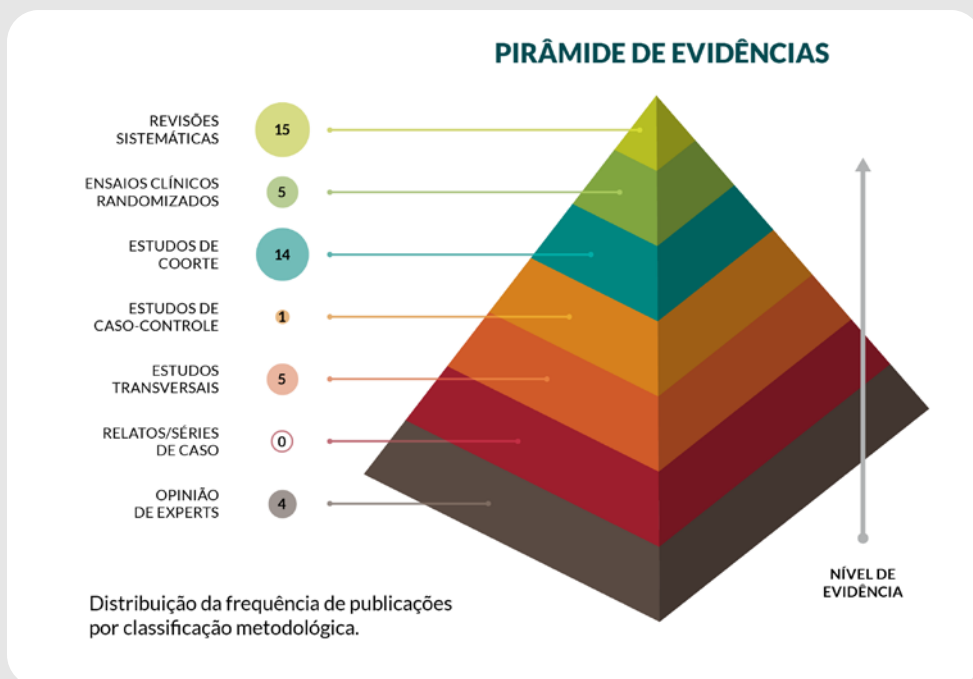 PIRÂMIDE DE EVIDÊNCIAS
REVISÕES
SISTEMÁTICAS
15
ENSAIOS CLÍNICOS
RANDOMIZADOS
5
ESTUDOS DE
COORTE
14
ESTUDOS DE
CASO-CONTROLE
1
ESTUDOS
TRANSVERSAIS
5
RELATOS/SÉRIES
DE CASO
0
OPINIÃO
DE EXPERTS
4
NÍVEL DE
EVIDÊNCIA
Distribuição da frequência de publicações
por classificação metodológica.